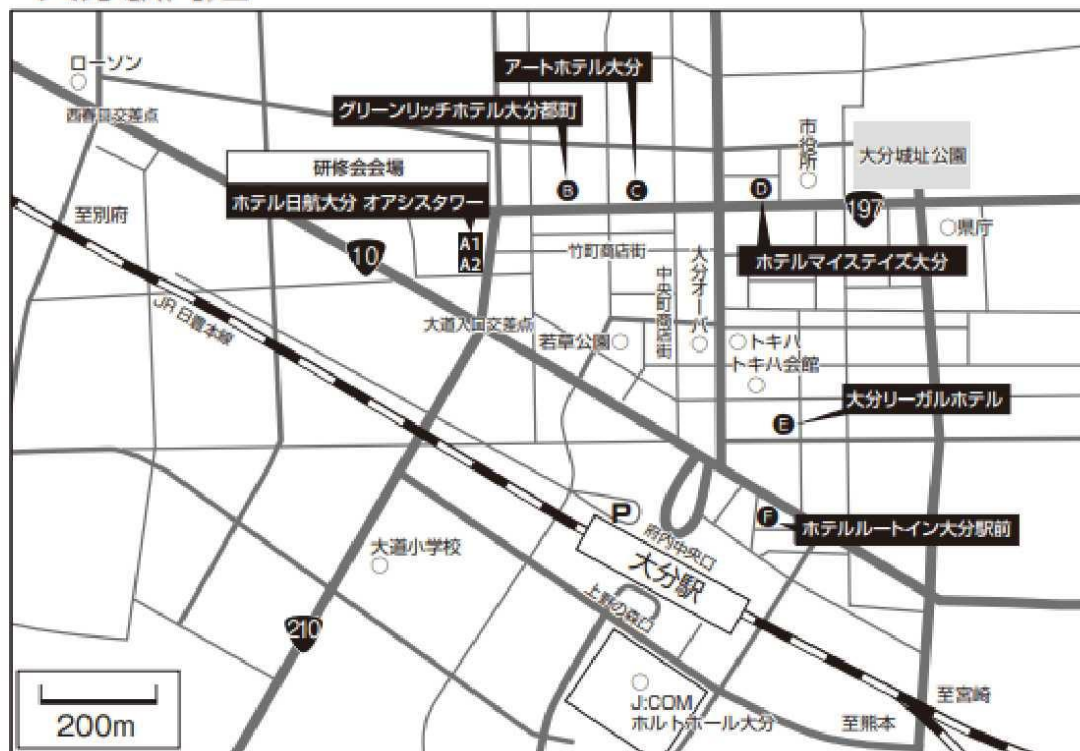 ローソン
西春日交差点
アートホテル大分
グリーンリッチホテル大分都町
研修会会場
ホテル日航大分 オアシスタワー
A1
A2
B
C
D
市役所
大分城址公園
197
県庁
至別府
10
竹町商店街
ホテルマイステイズ大分
大分オーパ
中央町商店街
JR日豊本線
大道入口交差点
若草公園
トキハ
トキハ会館
大分リーガルホテル
E
P
F
ホテルルートイン大分駅前
府内中央口
大分駅
大道小学校
上野の森口
210
J:COM
ホルトホール大分
至宮崎
至熊本
200m